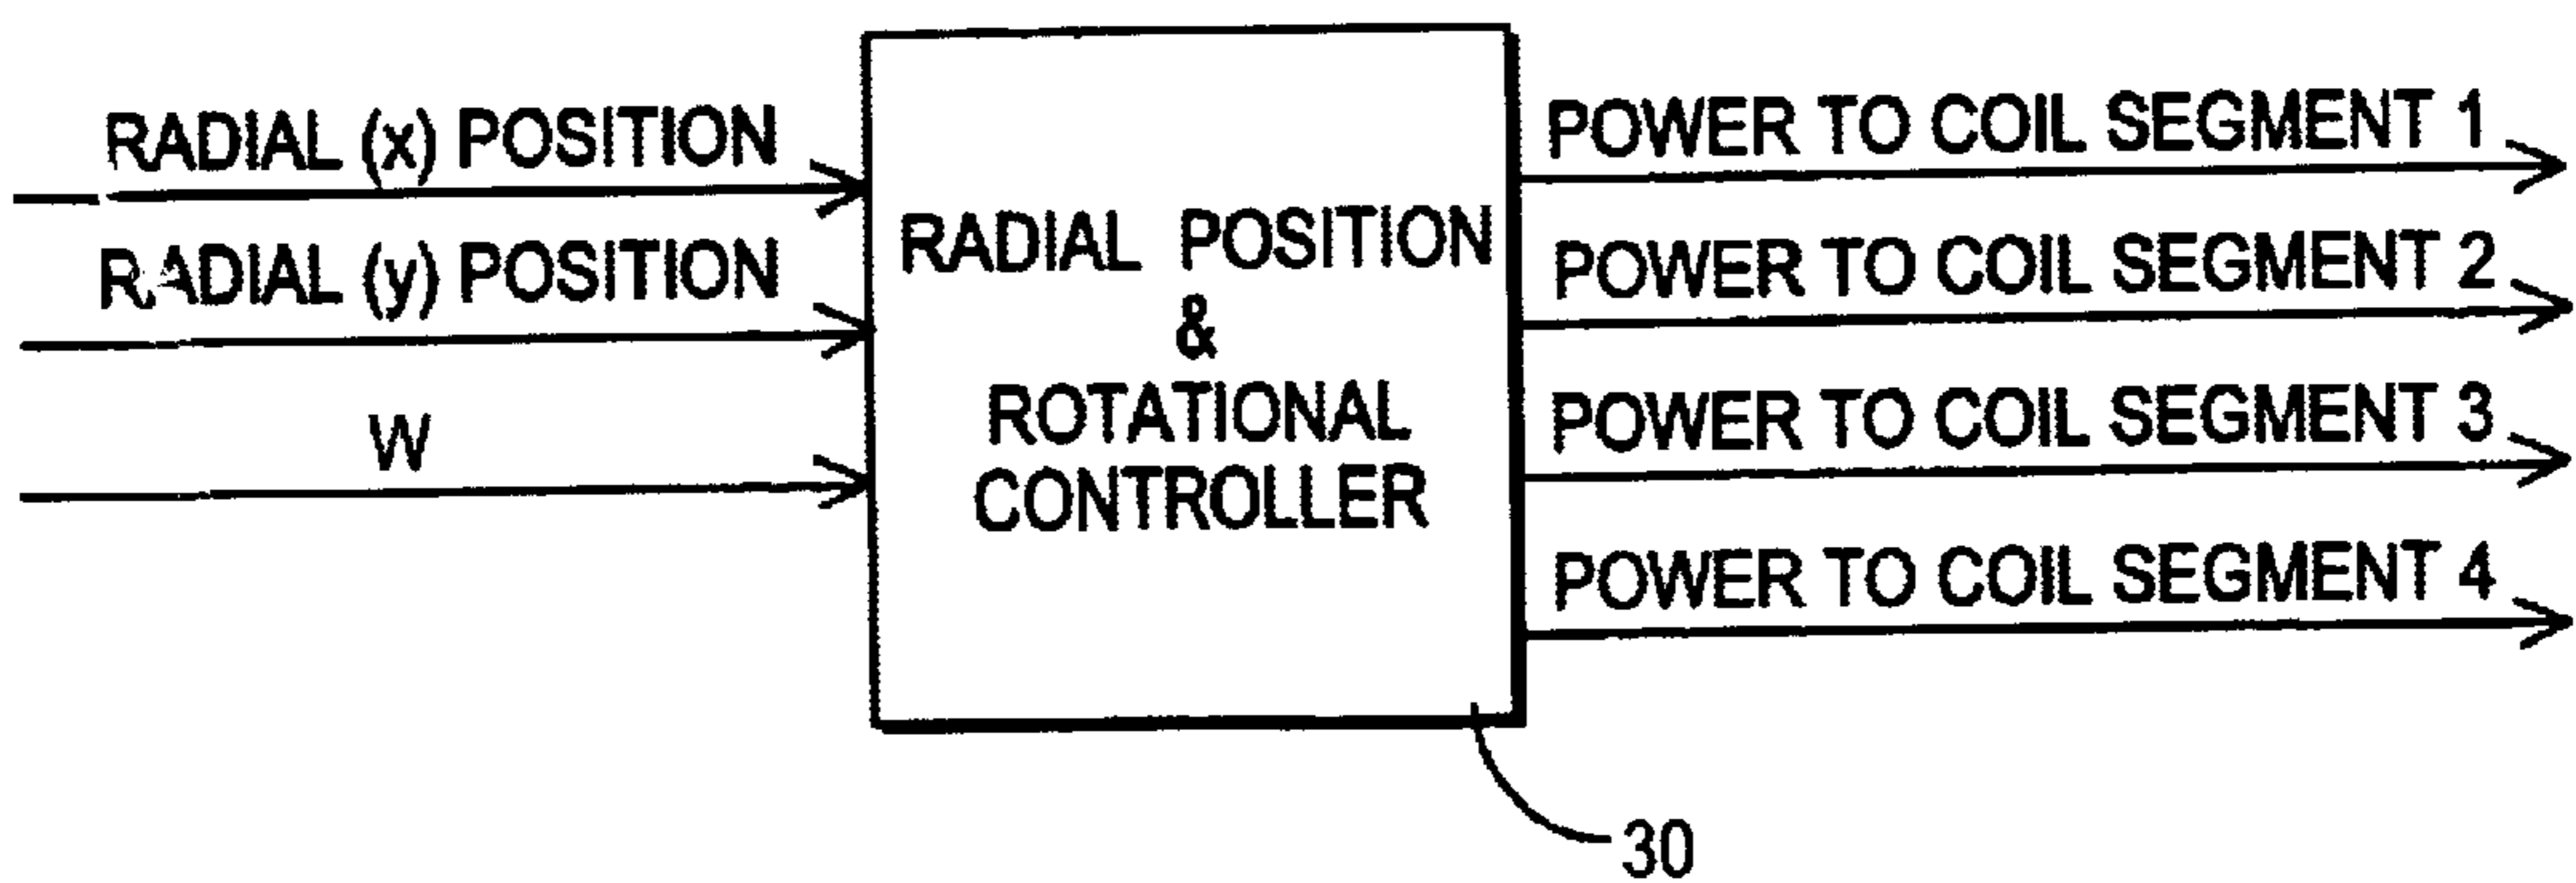 RADIAL (x) POSITION
RADIAL (y) POSITION
W
RADIAL POSITION
&
ROTATIONAL
CONTROLLER
POWER TO COIL SEGMENT 1
POWER TO COIL SEGMENT 2
POWER TO COIL SEGMENT 3
POWER TO COIL SEGMENT 4
30